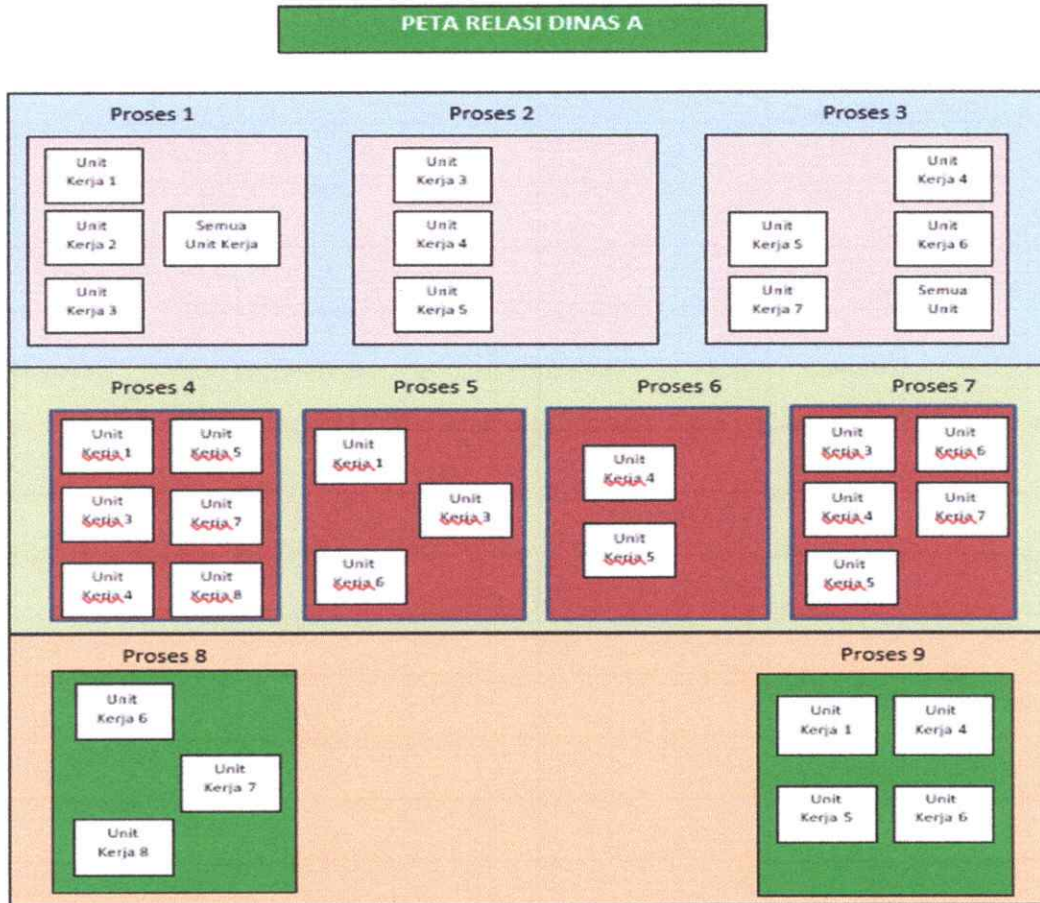 PETA RELASI DINAS A
Proses 1
Unit
Kerja 1
Unit
Kerja 2
Semua
Unit Kerja
Unit
Kerja 3
Proses 2
Unit
Kerja 3
Unit
Kerja 4
Unit
Kerja 5
Proses 3
Unit
Kerja 4
Unit
Kerja 5
Unit
Kerja 6
Unit
Kerja 7
Semua
Unit
Proses 4
Unit
Kerja 1
Unit
Kerja 5
Unit
Kerja 3
Unit
Kerja 7
Unit
Kerja 4
Unit
Kerja 8
Proses 5
Unit
Kerja 1
Unit
Kerja 3
Unit
Kerja 6
Proses 6
Unit
Kerja 4
Unit
Kerja 5
Proses 7
Unit
Kerja 3
Unit
Kerja 6
Unit
Kerja 4
Unit
Kerja 7
Unit
Kerja 5
Proses 8
Unit
Kerja 6
Unit
Kerja 7
Unit
Kerja 8
Proses 9
Unit
Kerja 1
Unit
Kerja 4
Unit
Kerja 5
Unit
Kerja 6